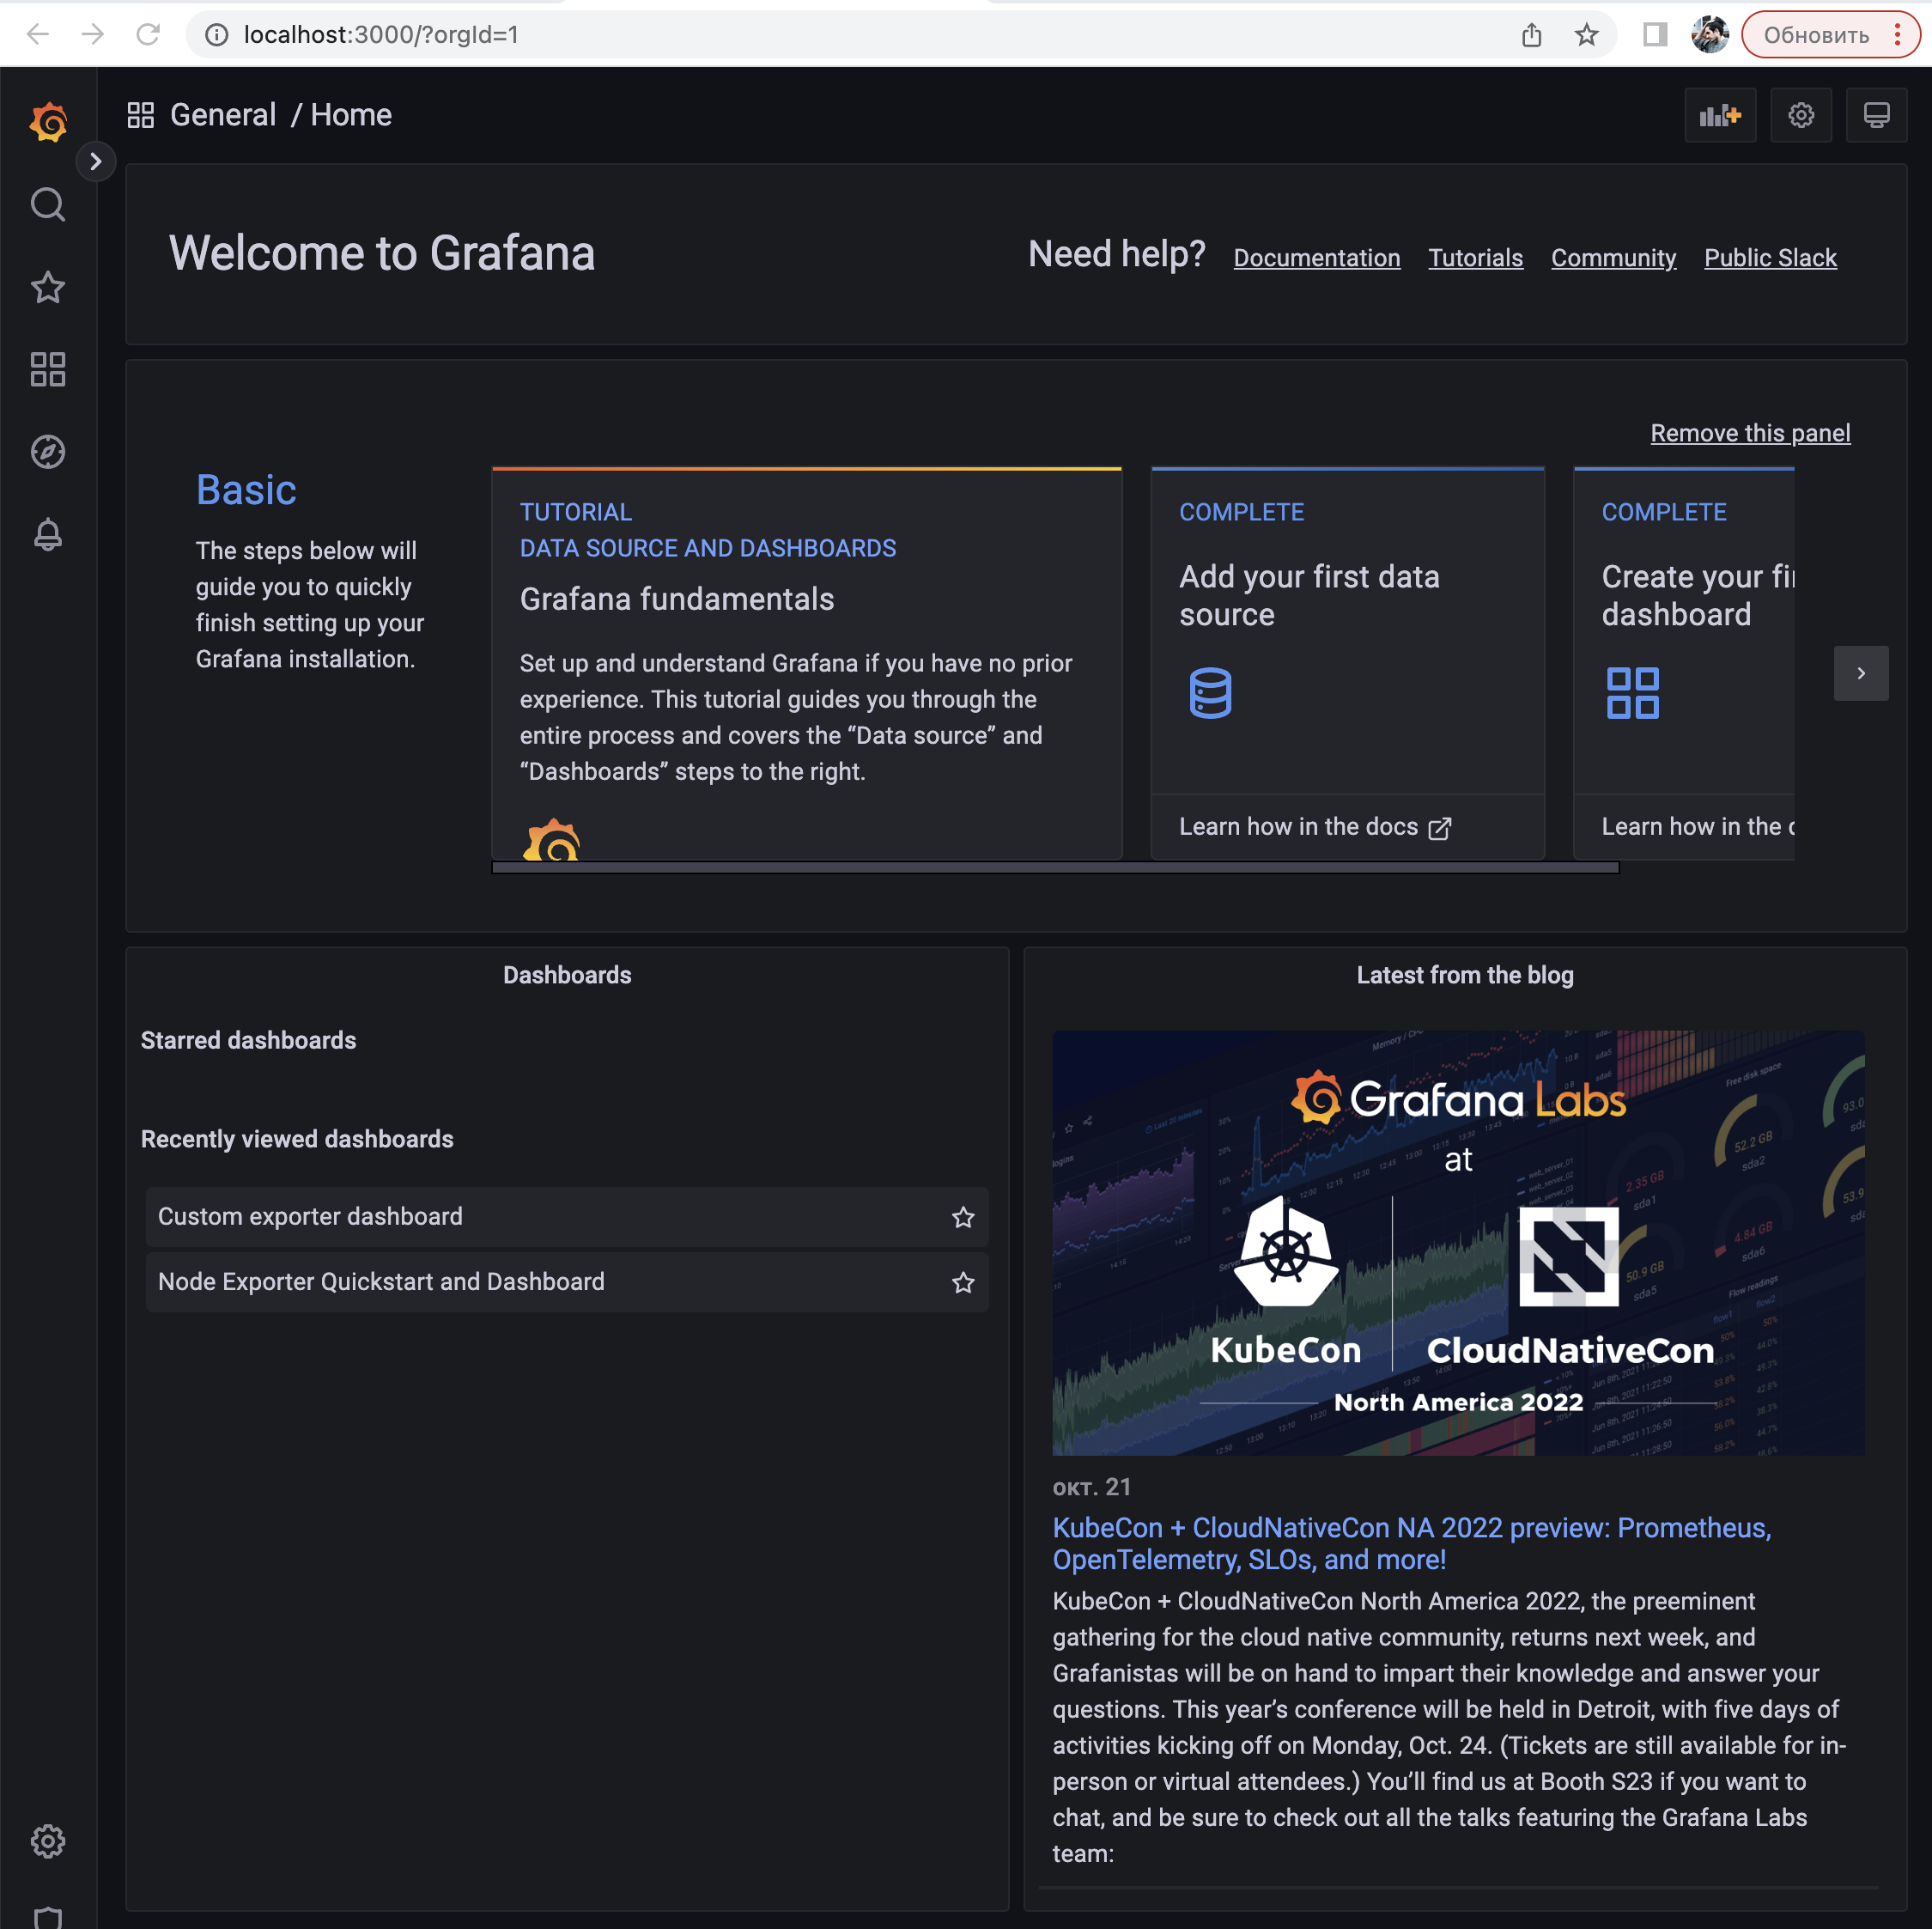 localhost:3000/?orgId=1
Обновить
General / Home
Welcome to Grafana
Need help? Documentation Tutorials Community Public Slack
Remove this panel
Basic
The steps below will
guide you to quickly
finish setting up your
Grafana installation.
TUTORIAL
DATA SOURCE AND DASHBOARDS
Grafana fundamentals
Set up and understand Grafana if you have no prior
experience. This tutorial guides you through the
entire process and covers the “Data source” and
“Dashboards” steps to the right.
COMPLETE
Add your first data
source
Learn how in the docs
COMPLETE
Create your fi
dashboard
Learn how in the
Dashboards
Starred dashboards
Recently viewed dashboards
Custom exporter dashboard
Node Exporter Quickstart and Dashboard
Latest from the blog
Grafana Labs
at
KubeCon
CloudNativeCon
North America 2022
окт. 21
KubeCon + CloudNativeCon NA 2022 preview: Prometheus,
OpenTelemetry, SLOs, and more!
KubeCon + CloudNativeCon North America 2022, the preeminent
gathering for the cloud native community, returns next week, and
Grafanistas will be on hand to impart their knowledge and answer your
questions. This year’s conference will be held in Detroit, with five days of
activities kicking off on Monday, Oct. 24. (Tickets are still available for in-
person or virtual attendees.) You’ll find us at Booth S23 if you want to
chat, and be sure to check out all the talks featuring the Grafana Labs
team: